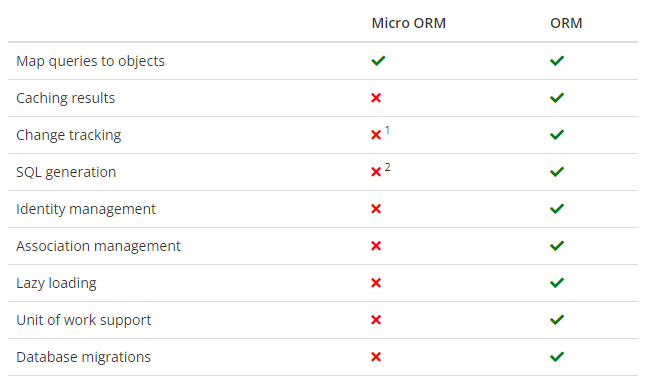 Micro ORM ORM
Map queries to objects
Caching results
Change tracking 1
SQL generation 2
Identity management
Association management
Lazy loading
Unit of work support
Database migrations